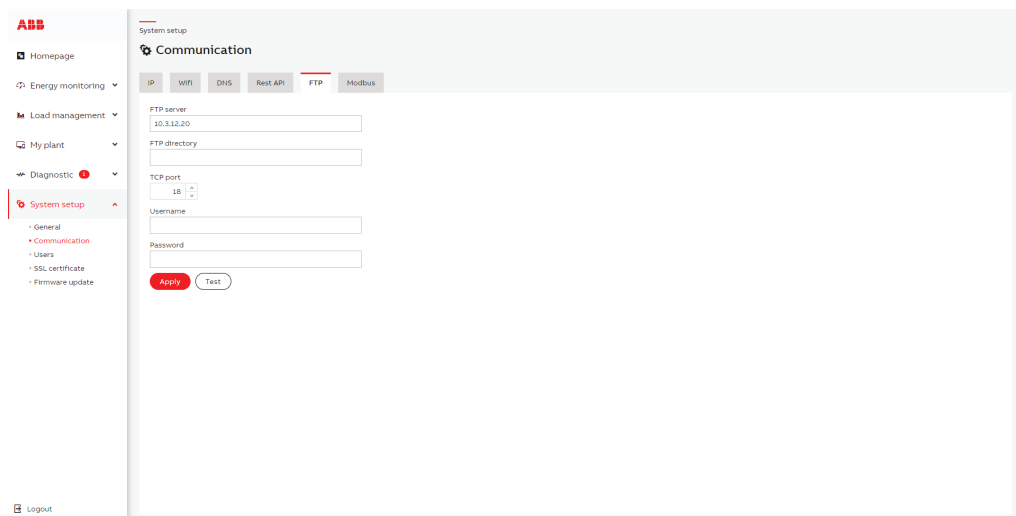 ABB
Homepage
Energy monitoring
Load management
My plant
Diagnostic 1
System setup
General
Communication
Users
SSL certificate
Firmware update
Logout
System setup
Communication
IP Wifi DNS Rest API FTP Modbus
FTP server
10.3.12.20
FTP directory
TCP port
18
Username
Password
Apply Test